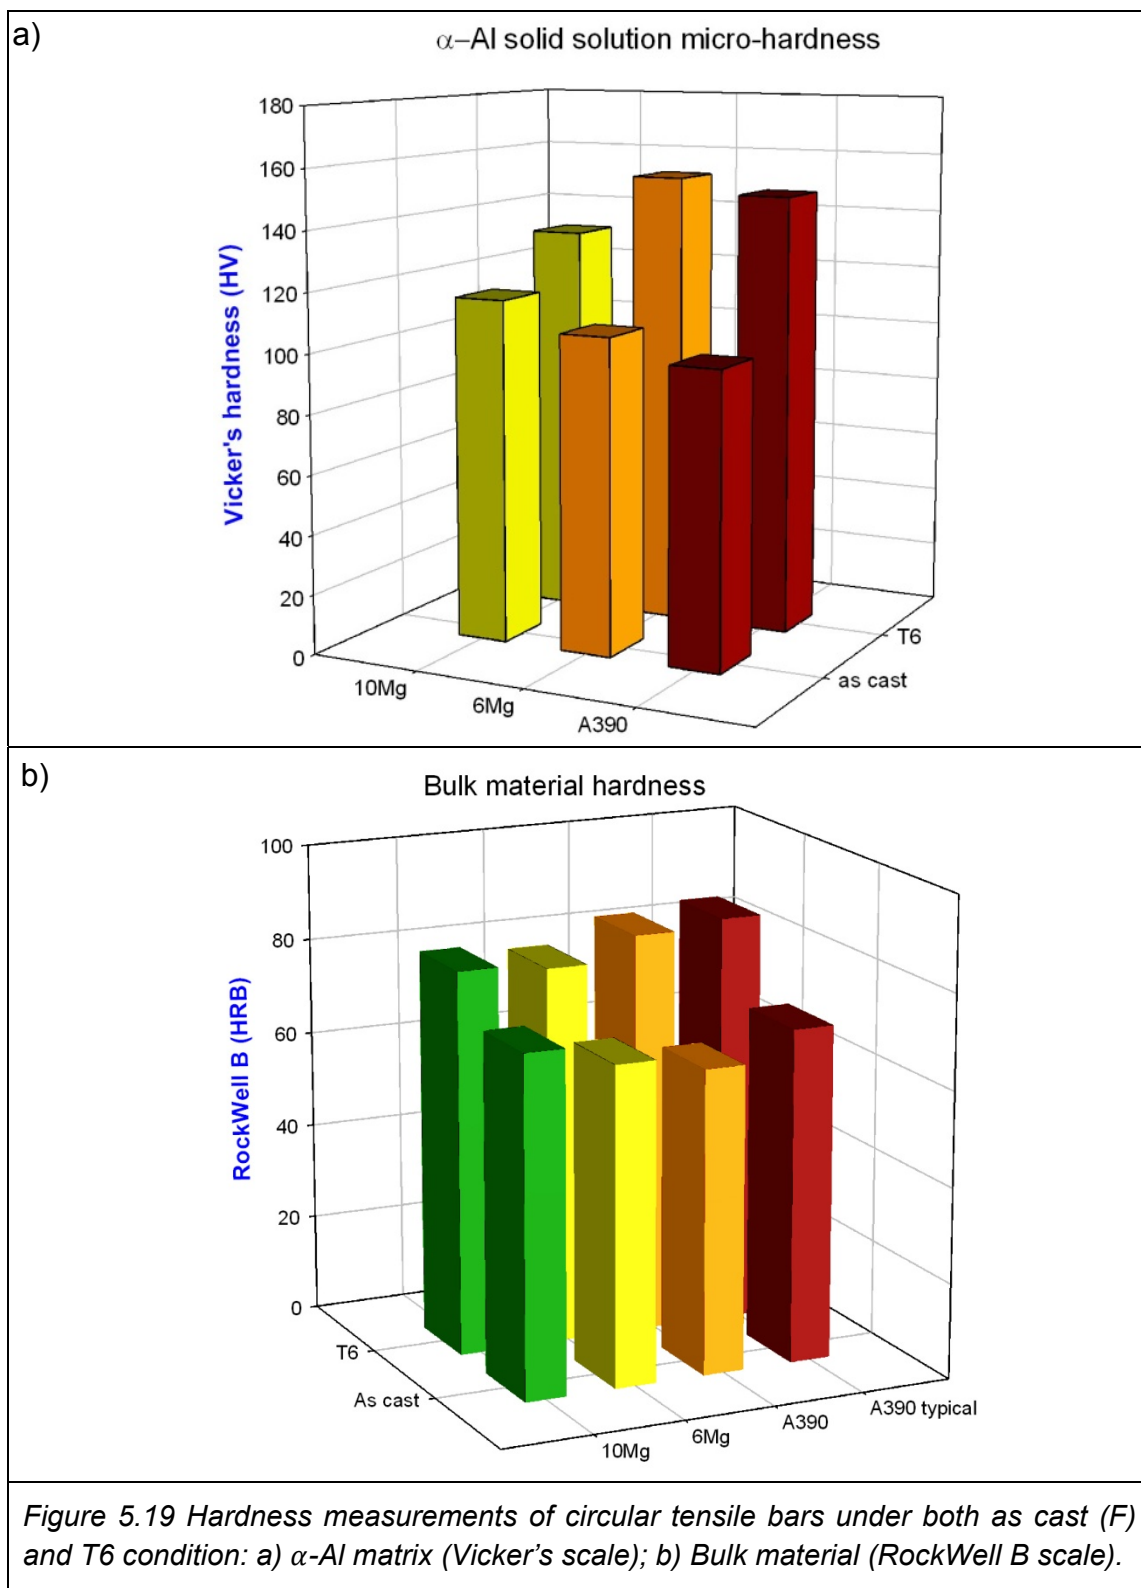 a)
α–Al solid solution micro-hardness
180
160
140
120
100
80
60
40
20
0
Vicker's hardness (HV)
10Mg
6Mg
A390
as cast
T6
b)
Bulk material hardness
100
80
60
40
20
0
RockWell B (HRB)
T6
As cast
10Mg
6Mg
A390
A390 typical
Figure 5.19 Hardness measurements of circular tensile bars under both as cast (F)
and T6 condition: a) α-Al matrix (Vicker’s scale); b) Bulk material (RockWell B scale).